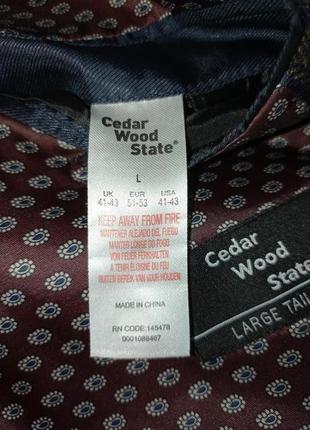 Cedar
Wood
State®
L
UK EUR USA
41-43 51-53 41-43
KEEP AWAY FROM FIRE
MANTENER ALEJADO DEL FUEGO
MANTER LONGE DO FOGO
VON FEUER FERNHALTEN
A TENIR ÉLOIGNÉ DU FEU
BUITEN BEREIK VAN VUUR HOUDEN
MADE IN CHINA
RN CODE: 145478
0001088467
Cedar
Wood
State
LARGE